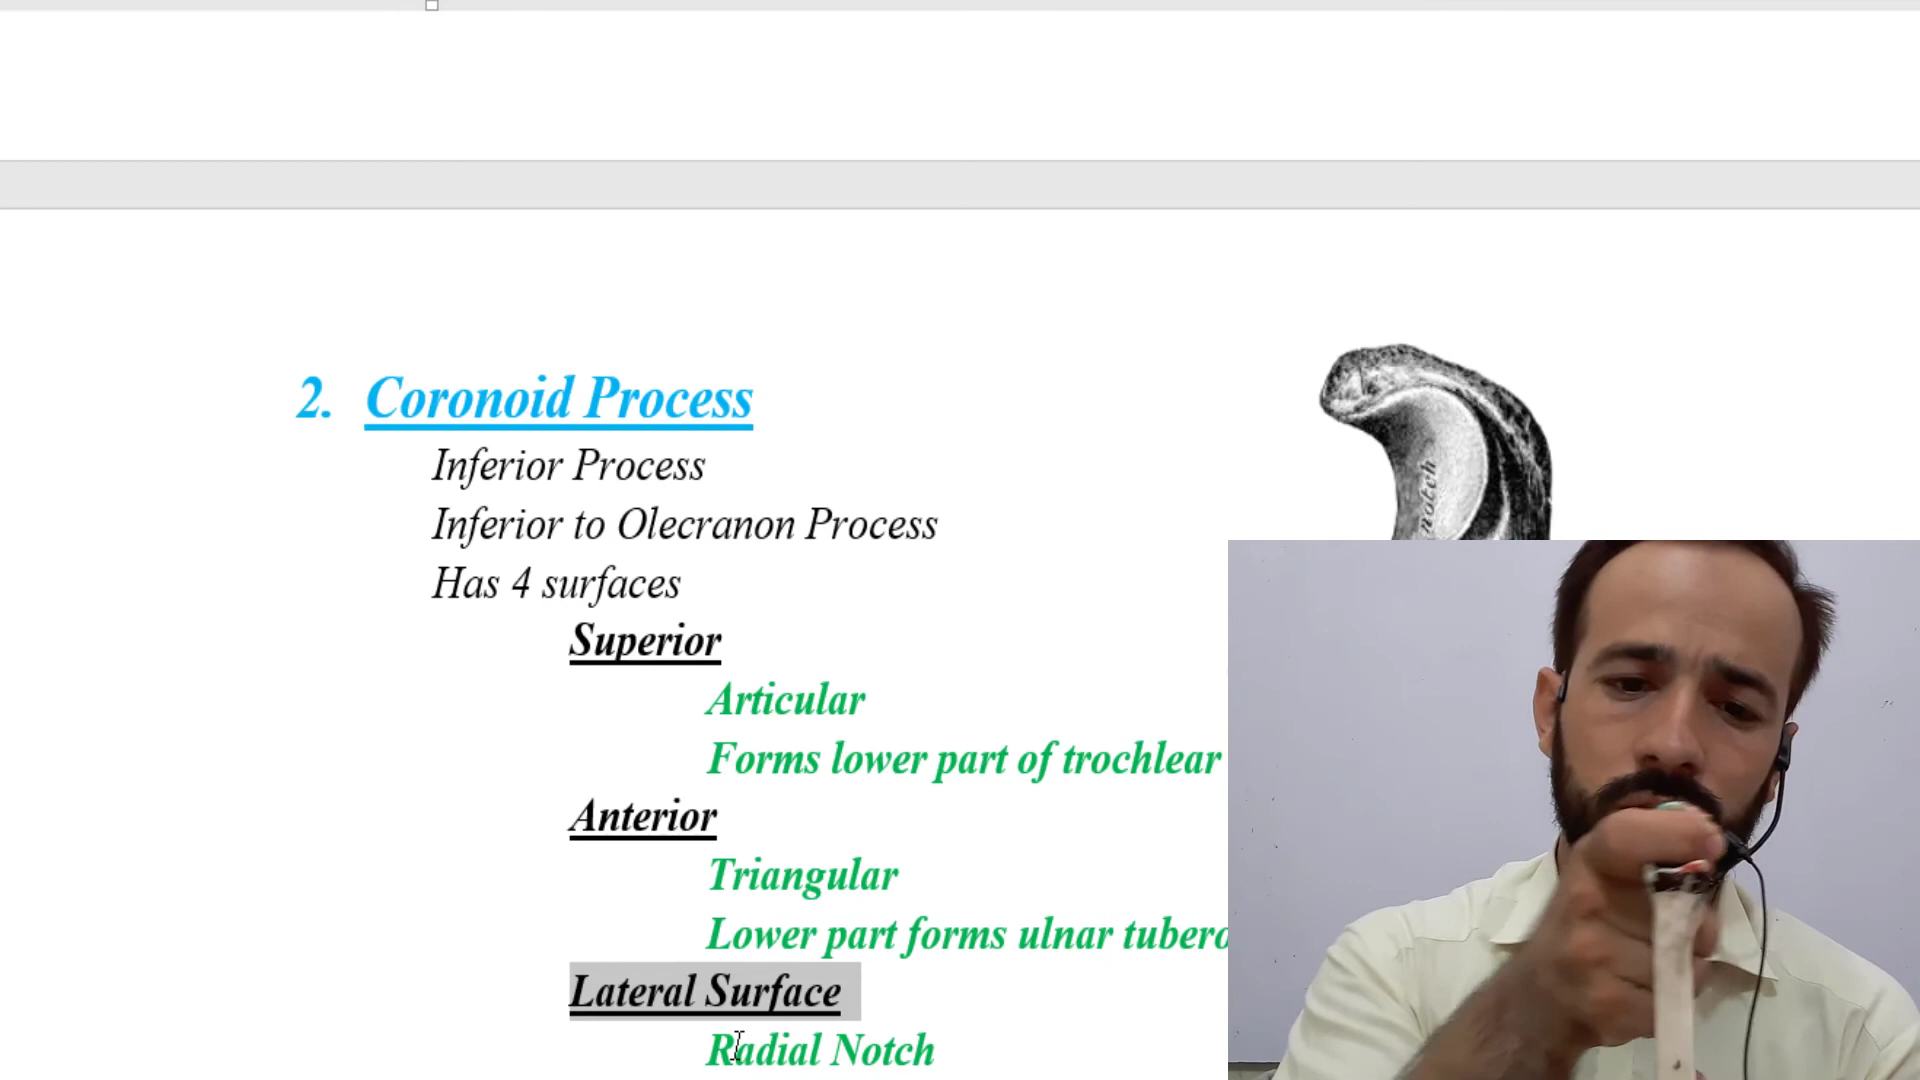 notch
2. Coronoid Process
Inferior Process
Inferior to Olecranon Process
Has 4 surfaces
Superior
Articular
Forms lower part of trochlear
Anterior
Triangular
Lower part forms ulnar tubero
Lateral Surface
Radial Notch